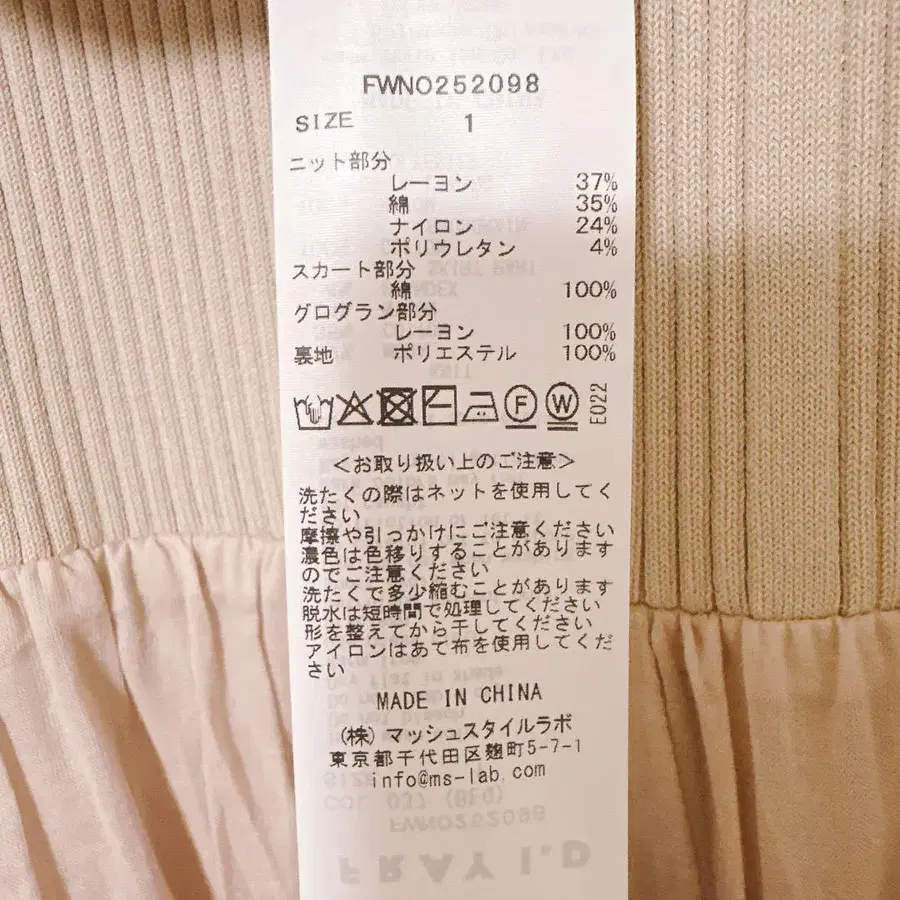 FWNO252098
SIZE 1
ニット部分
レーヨン 37%
綿 35%
ナイロン 24%
ポリウレタン 4%
スカート部分
綿 100%
グログラン部分
レーヨン 100%
裏地 ポリエステル 100%
F W E022
＜お取り扱い上のご注意＞
洗たくの際はネットを使用してく
ださい
摩擦や引っかけにご注意ください
濃色は色移りすることがあります
のでご注意ください
洗たくで多少縮むことがあります
脱水は短時間で処理してください
形を整えてから干してください
アイロンはあて布を使用してくだ
さい
MADE IN CHINA
(株) マッシュスタイルラボ
東京都千代田区麹町5-7-1
info@ms-lab.com
COL 037 (BEG)
FWNO252098
FRAY I.D